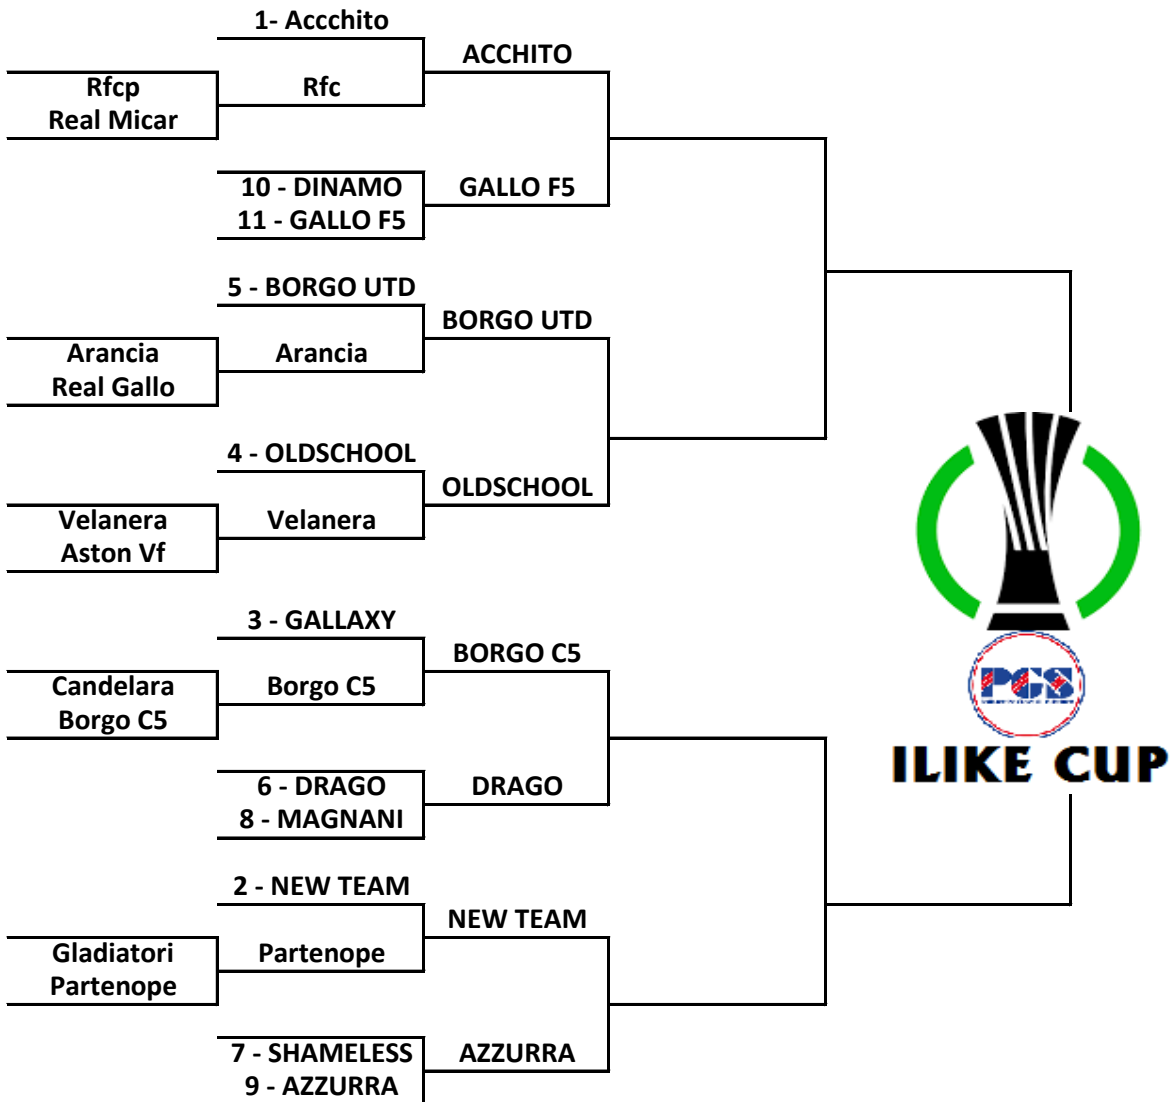 1- Accchito
ACCHITO
Rfcp
Real Micar
Rfc
10 - DINAMO
11 - GALLO F5
GALLO F5
5 - BORGO UTD
BORGO UTD
Arancia
Real Gallo
Arancia
4 - OLDSCHOOL
OLDSCHOOL
Velanera
Aston Vf
Velanera
3 - GALLAXY
BORGO C5
Candelara
Borgo C5
Borgo C5
6 - DRAGO
8 - MAGNANI
DRAGO
2 - NEW TEAM
NEW TEAM
Gladiatori
Partenope
Partenope
7 - SHAMELESS
9 - AZZURRA
AZZURRA
PGS
ILIKE CUP